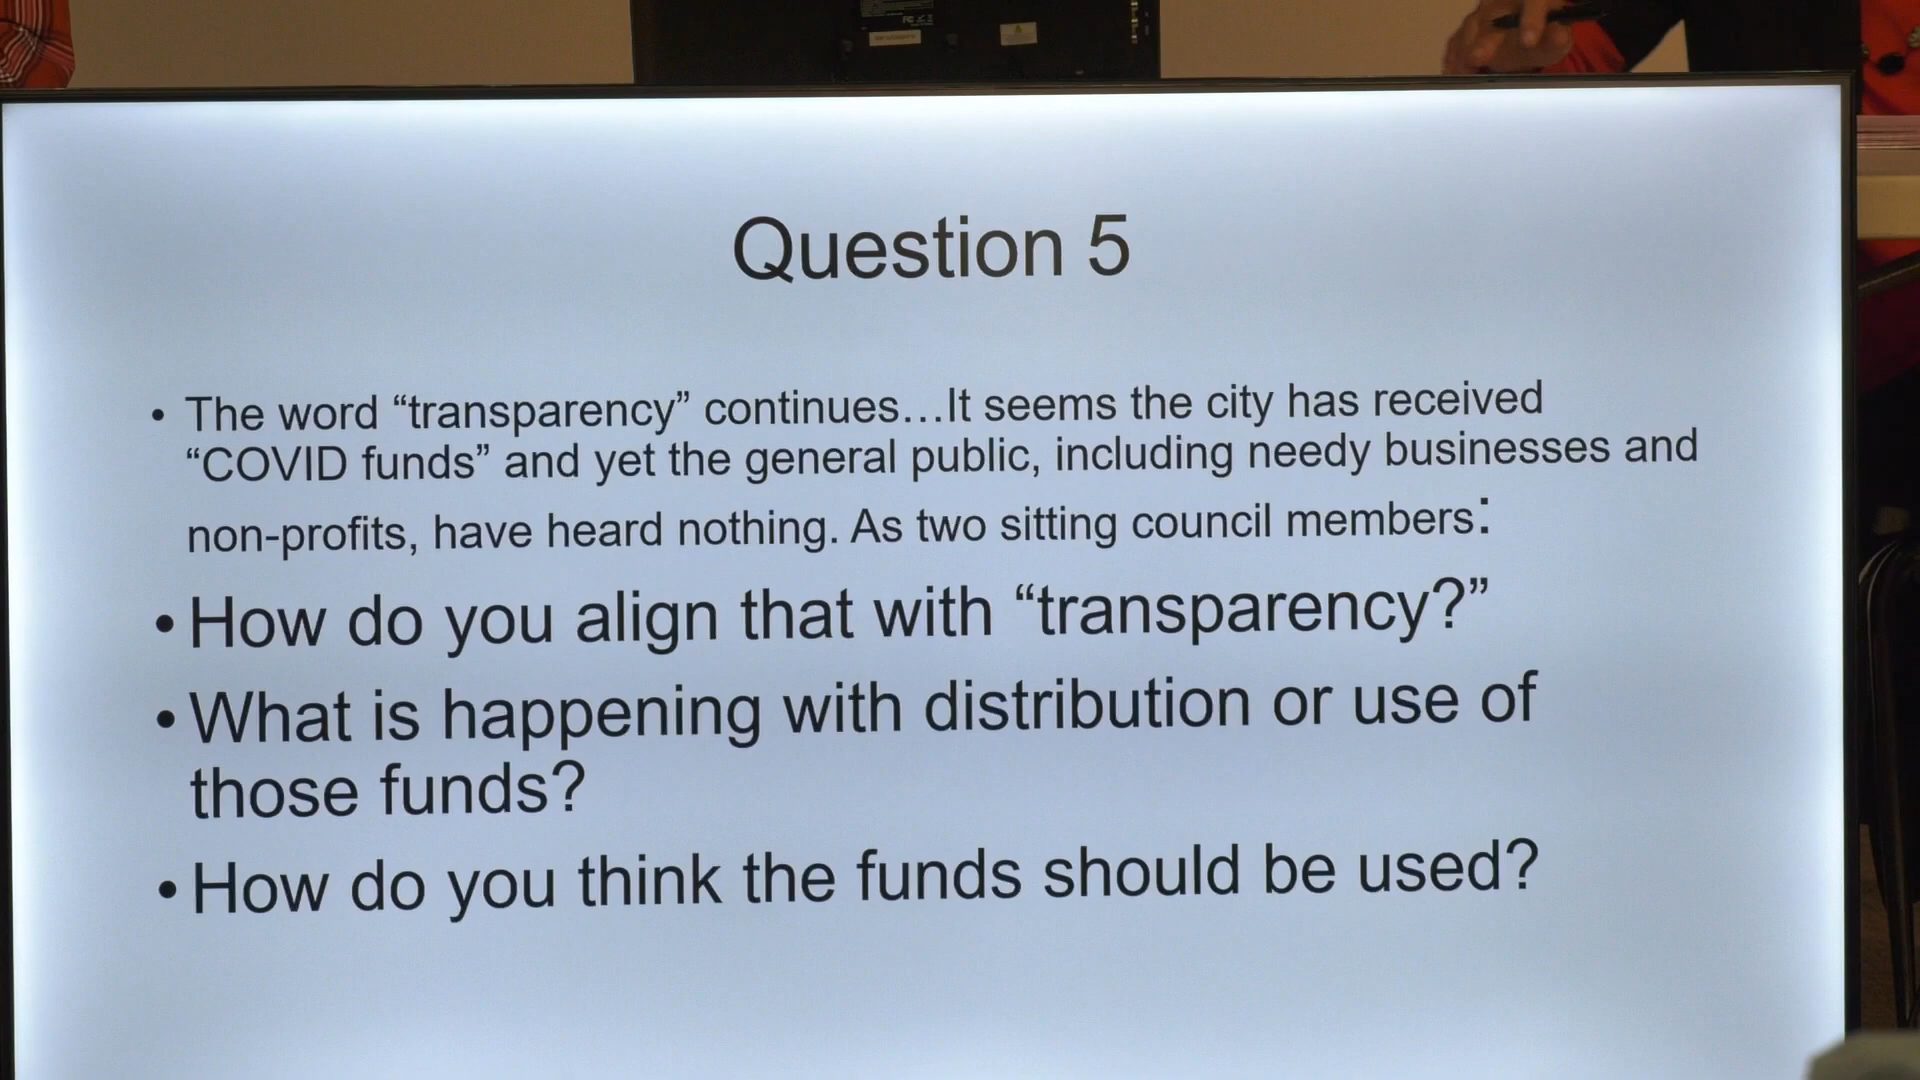 Question 5
• The word “transparency” continues…It seems the city has received
“COVID funds” and yet the general public, including needy businesses and
non-profits, have heard nothing. As two sitting council members:
• How do you align that with “transparency?”
• What is happening with distribution or use of
those funds?
• How do you think the funds should be used?